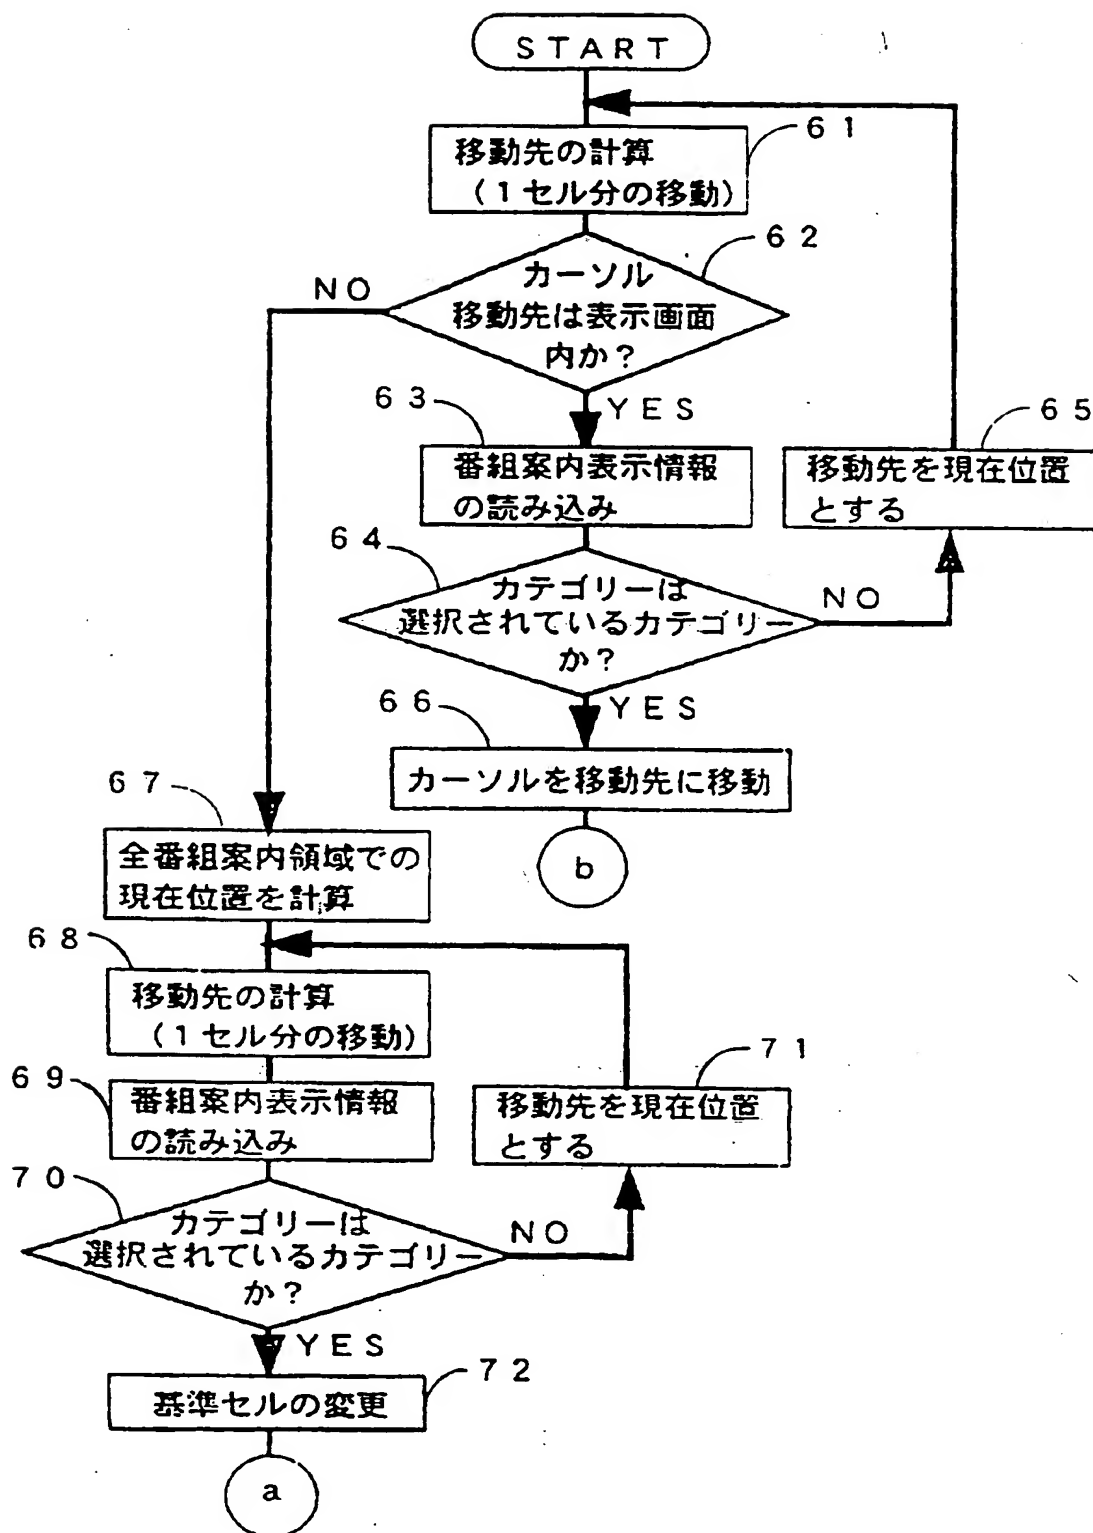 START
61
移動先の計算
(1セル分の移動)
62
カーソル
移動先は表示画面
内か?
NO
YES
63
番組案内表示情報
の読み込み
65
移動先を現在位置
とする
64
カテゴリーは
選択されているカテゴリー
か?
NO
YES
66
カーソルを移動先に移動
b
67
全番組案内領域での
現在位置を計算
68
移動先の計算
(1セル分の移動)
69
番組案内表示情報
の読み込み
71
移動先を現在位置
とする
70
カテゴリーは
選択されているカテゴリー
か?
NO
YES
72
基準セルの変更
a